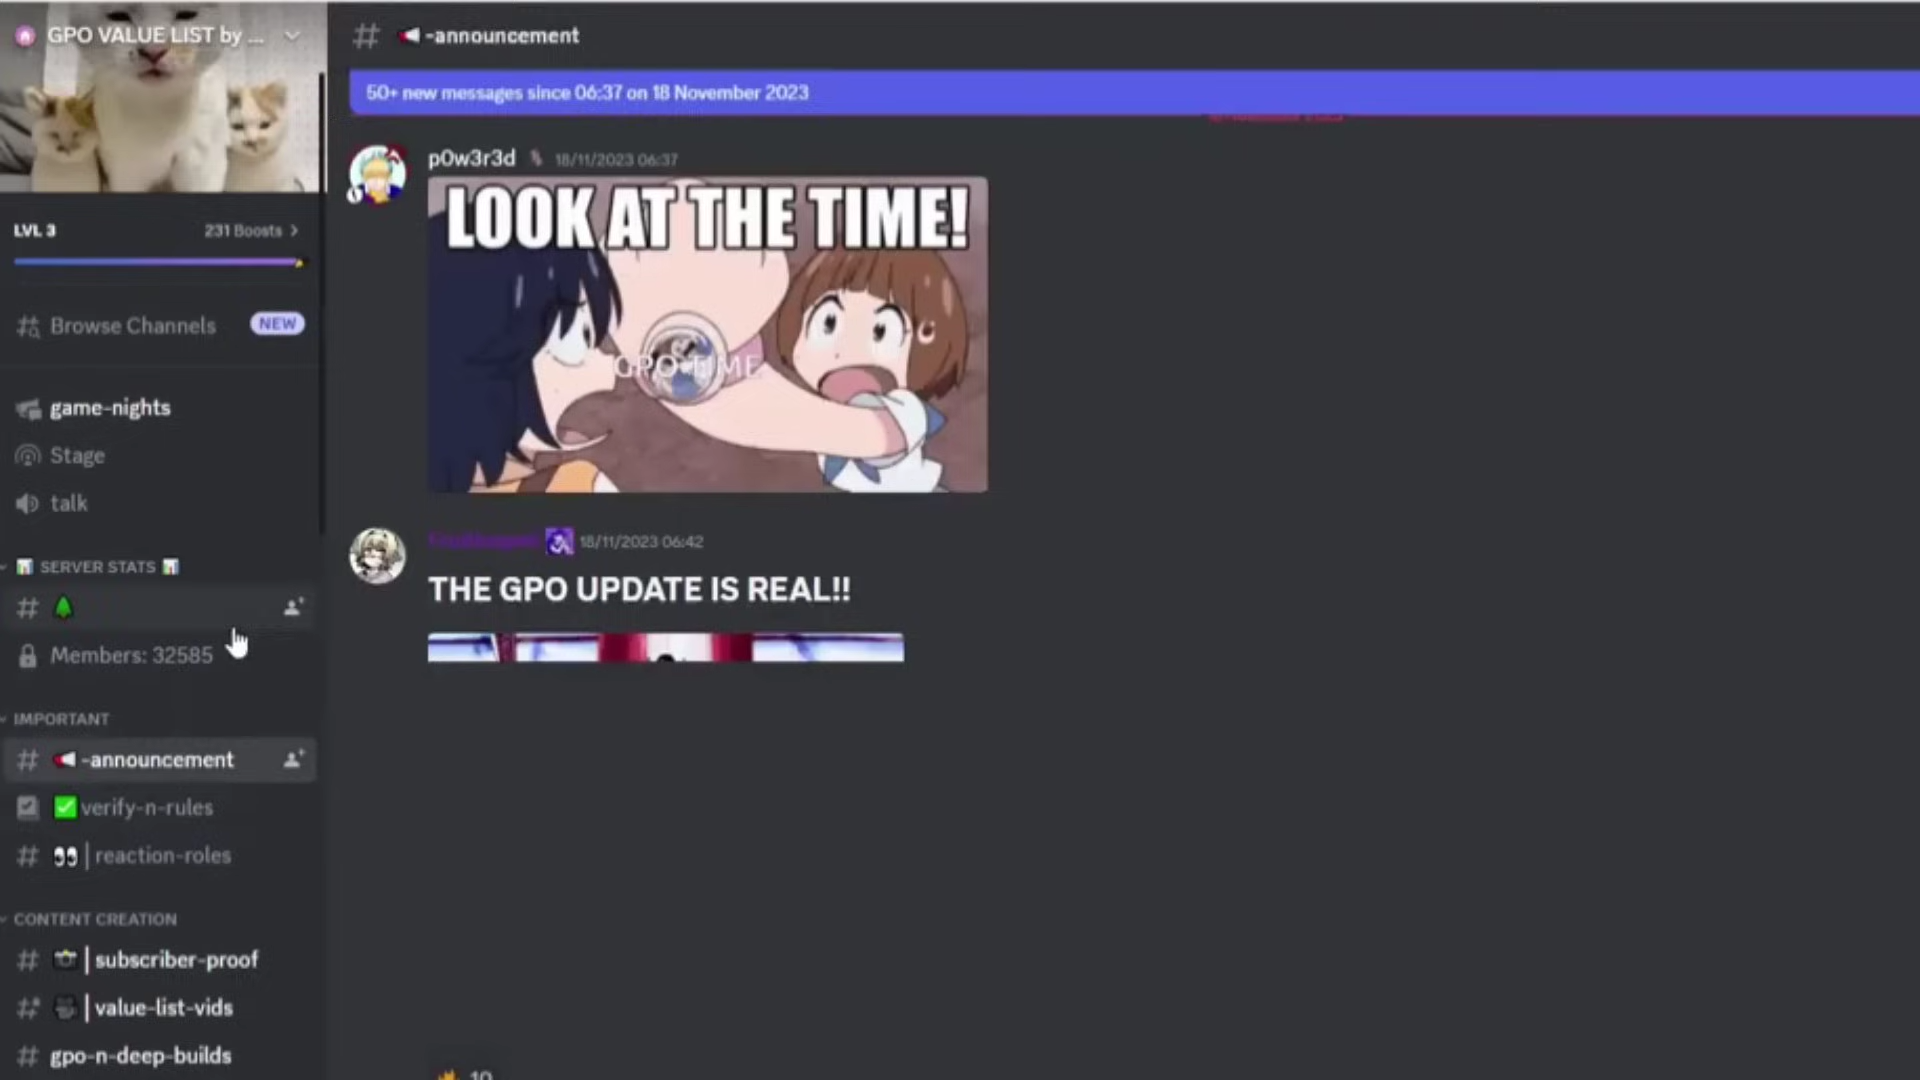 GPO VALUE LIST by ...
LVL 3
231 Boosts
Browse Channels
NEW
game-nights
Stage
talk
SERVER STATS
Members: 32585
IMPORTANT
-announcement
verify-n-rules
| reaction-roles
CONTENT CREATION
| subscriber-proof
| value-list-vids
gpo-n-deep-builds
-announcement
50+ new messages since 06:37 on 18 November 2023
p0w3r3d 18/11/2023 06:37
LOOK AT THE TIME!
GPO TIME
18/11/2023 06:42
THE GPO UPDATE IS REAL!!